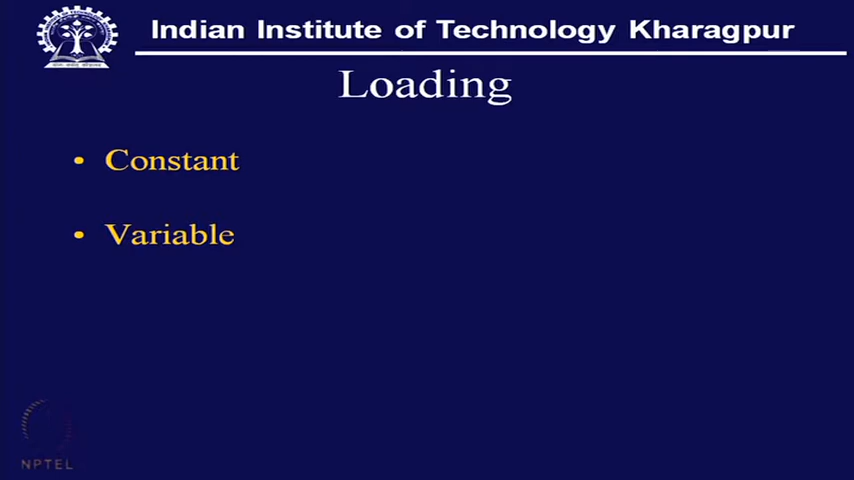 Indian Institute of Technology Kharagpur
Loading
• Constant
• Variable
NPTEL